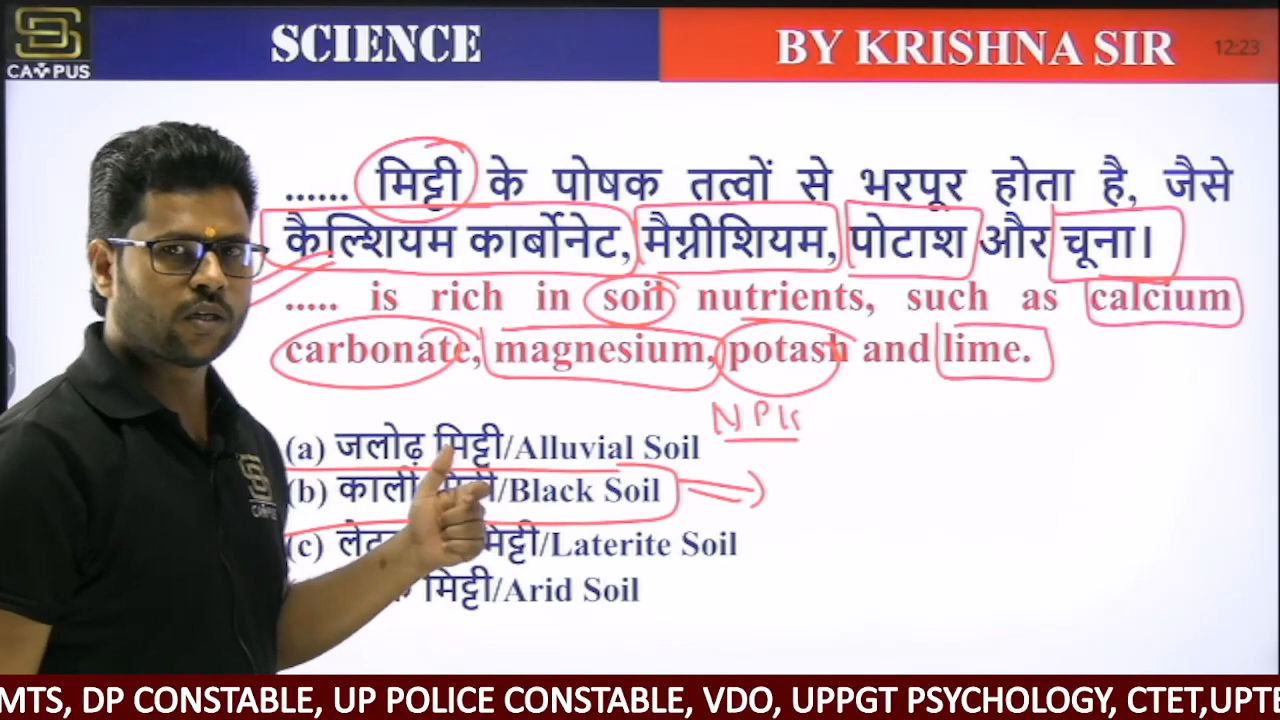 SCIENCE
BY KRISHNA SIR
12:23
CAMPUS
...... मिट्टी के पोषक तत्वों से भरपूर होता है, जैसे
कैल्शियम कार्बोनेट, मैग्नीशियम, पोटाश और चूना।
..... is rich in soil nutrients, such as calcium
carbonate, magnesium, potash and lime.
NPK
(a) जलोढ़ मिट्टी/Alluvial Soil
(b) काली मिट्टी/Black Soil
(c) मिट्टी/Laterite Soil
मिट्टी/Arid Soil
CAMPUS
MTS, DP CONSTABLE, UP POLICE CONSTABLE, VDO, UPPGT PSYCHOLOGY, CTET,UPTE